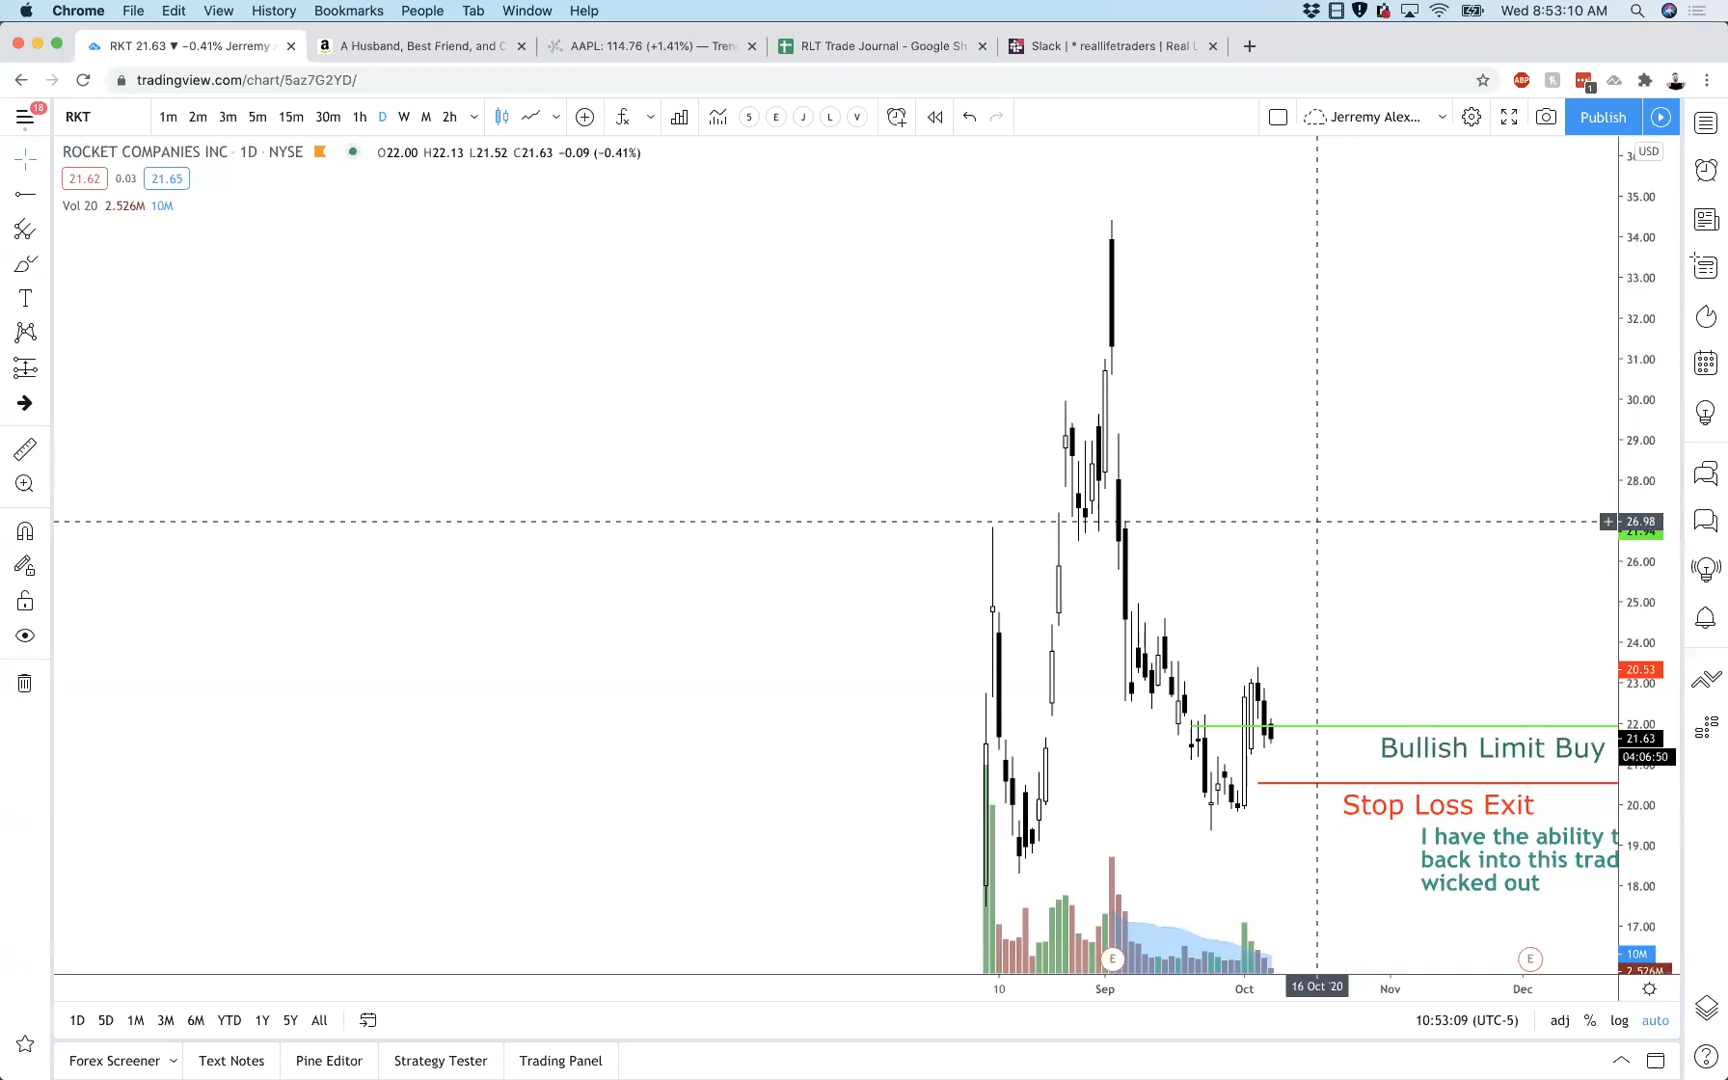 Chrome File Edit View History Bookmarks People Tab Window Help Wed 8:53:10 AM
RKT 21.63 ▼ −0.41% Jerremy A Husband, Best Friend, and C AAPL: 114.76 (+1.41%) — Tren RLT Trade Journal - Google Sh Slack | * reallifetraders | Real L
tradingview.com/chart/5az7G2YD/
ABP
1
18
RKT 1m 2m 3m 5m 15m 30m 1h D W M 2h 5 E J L V Jerremy Alex... Publish
ROCKET COMPANIES INC · 1D · NYSE O22.00 H22.13 L21.52 C21.63 −0.09 (−0.41%)
USD
21.62 0.03 21.65
Vol 20 2.526M 10M
35.00
34.00
33.00
32.00
31.00
30.00
29.00
28.00
26.98
21.94
26.00
25.00
24.00
20.53
23.00
22.00
21.63
04:06:50
20.00
19.00
18.00
17.00
10M
2.526M
Bullish Limit Buy
Stop Loss Exit
I have the ability t
back into this trad
wicked out
E E
10 Sep Oct 16 Oct '20 Nov Dec
1D 5D 1M 3M 6M YTD 1Y 5Y All 10:53:09 (UTC-5) adj % log auto
Forex Screener Text Notes Pine Editor Strategy Tester Trading Panel